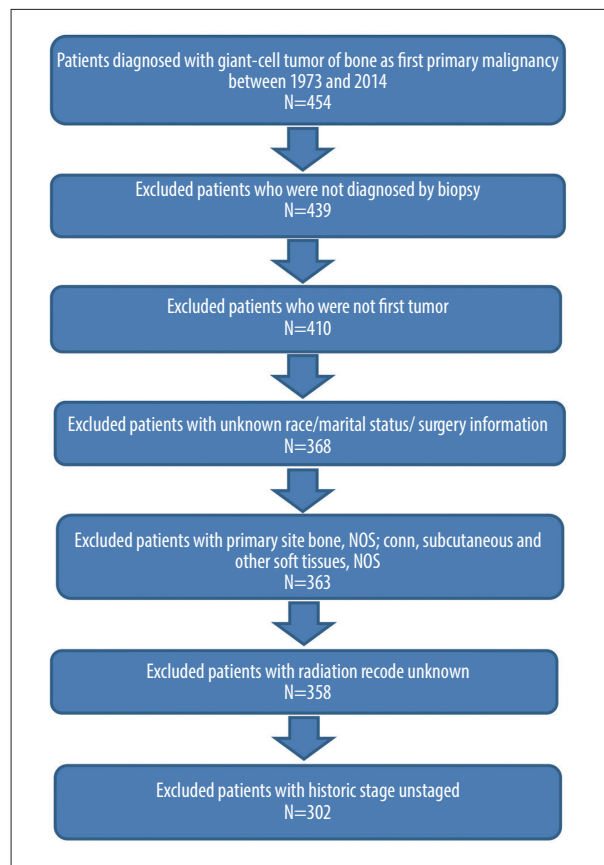 Patients diagnosed with giant-cell tumor of bone as first primary malignancy
between 1973 and 2014
N=454
Excluded patients who were not diagnosed by biopsy
N=439
Excluded patients who were not first tumor
N=410
Excluded patients with unknown race/marital status/ surgery information
N=368
Excluded patients with primary site bone, NOS; conn, subcutaneous and
other soft tissues, NOS
N=363
Excluded patients with radiation recode unknown
N=358
Excluded patients with historic stage unstaged
N=302